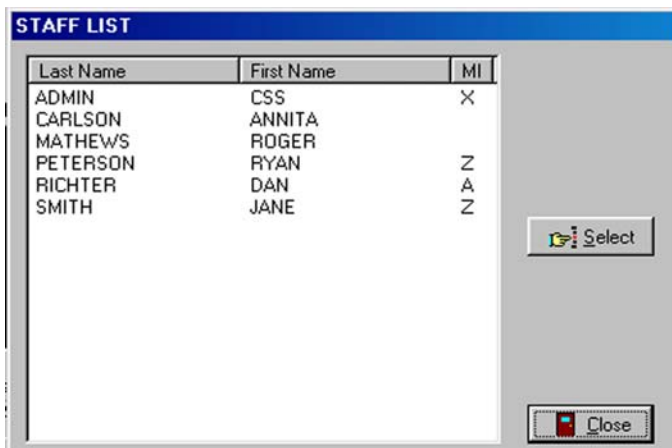 STAFF LIST
Last Name First Name MI
ADMIN CSS X
CARLSON ANNITA
MATHEWS ROGER
PETERSON RYAN Z
RICHTER DAN A
SMITH JANE Z
Select
Close